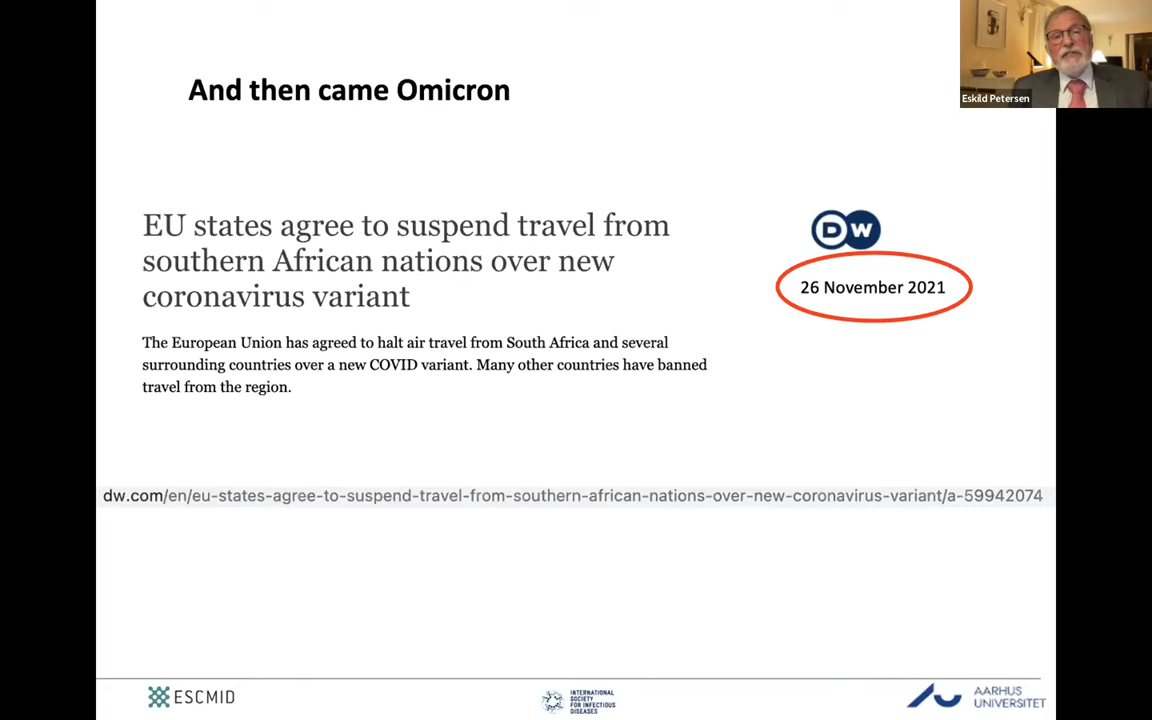 And then came Omicron
Eskild Petersen
EU states agree to suspend travel from
southern African nations over new
coronavirus variant
DW
26 November 2021
The European Union has agreed to halt air travel from South Africa and several
surrounding countries over a new COVID variant. Many other countries have banned
travel from the region.
dw.com/en/eu-states-agree-to-suspend-travel-from-southern-african-nations-over-new-coronavirus-variant/a-59942074
ESCMID
INTERNATIONAL
SOCIETY
FOR INFECTIOUS
DISEASES
AARHUS
UNIVERSITET